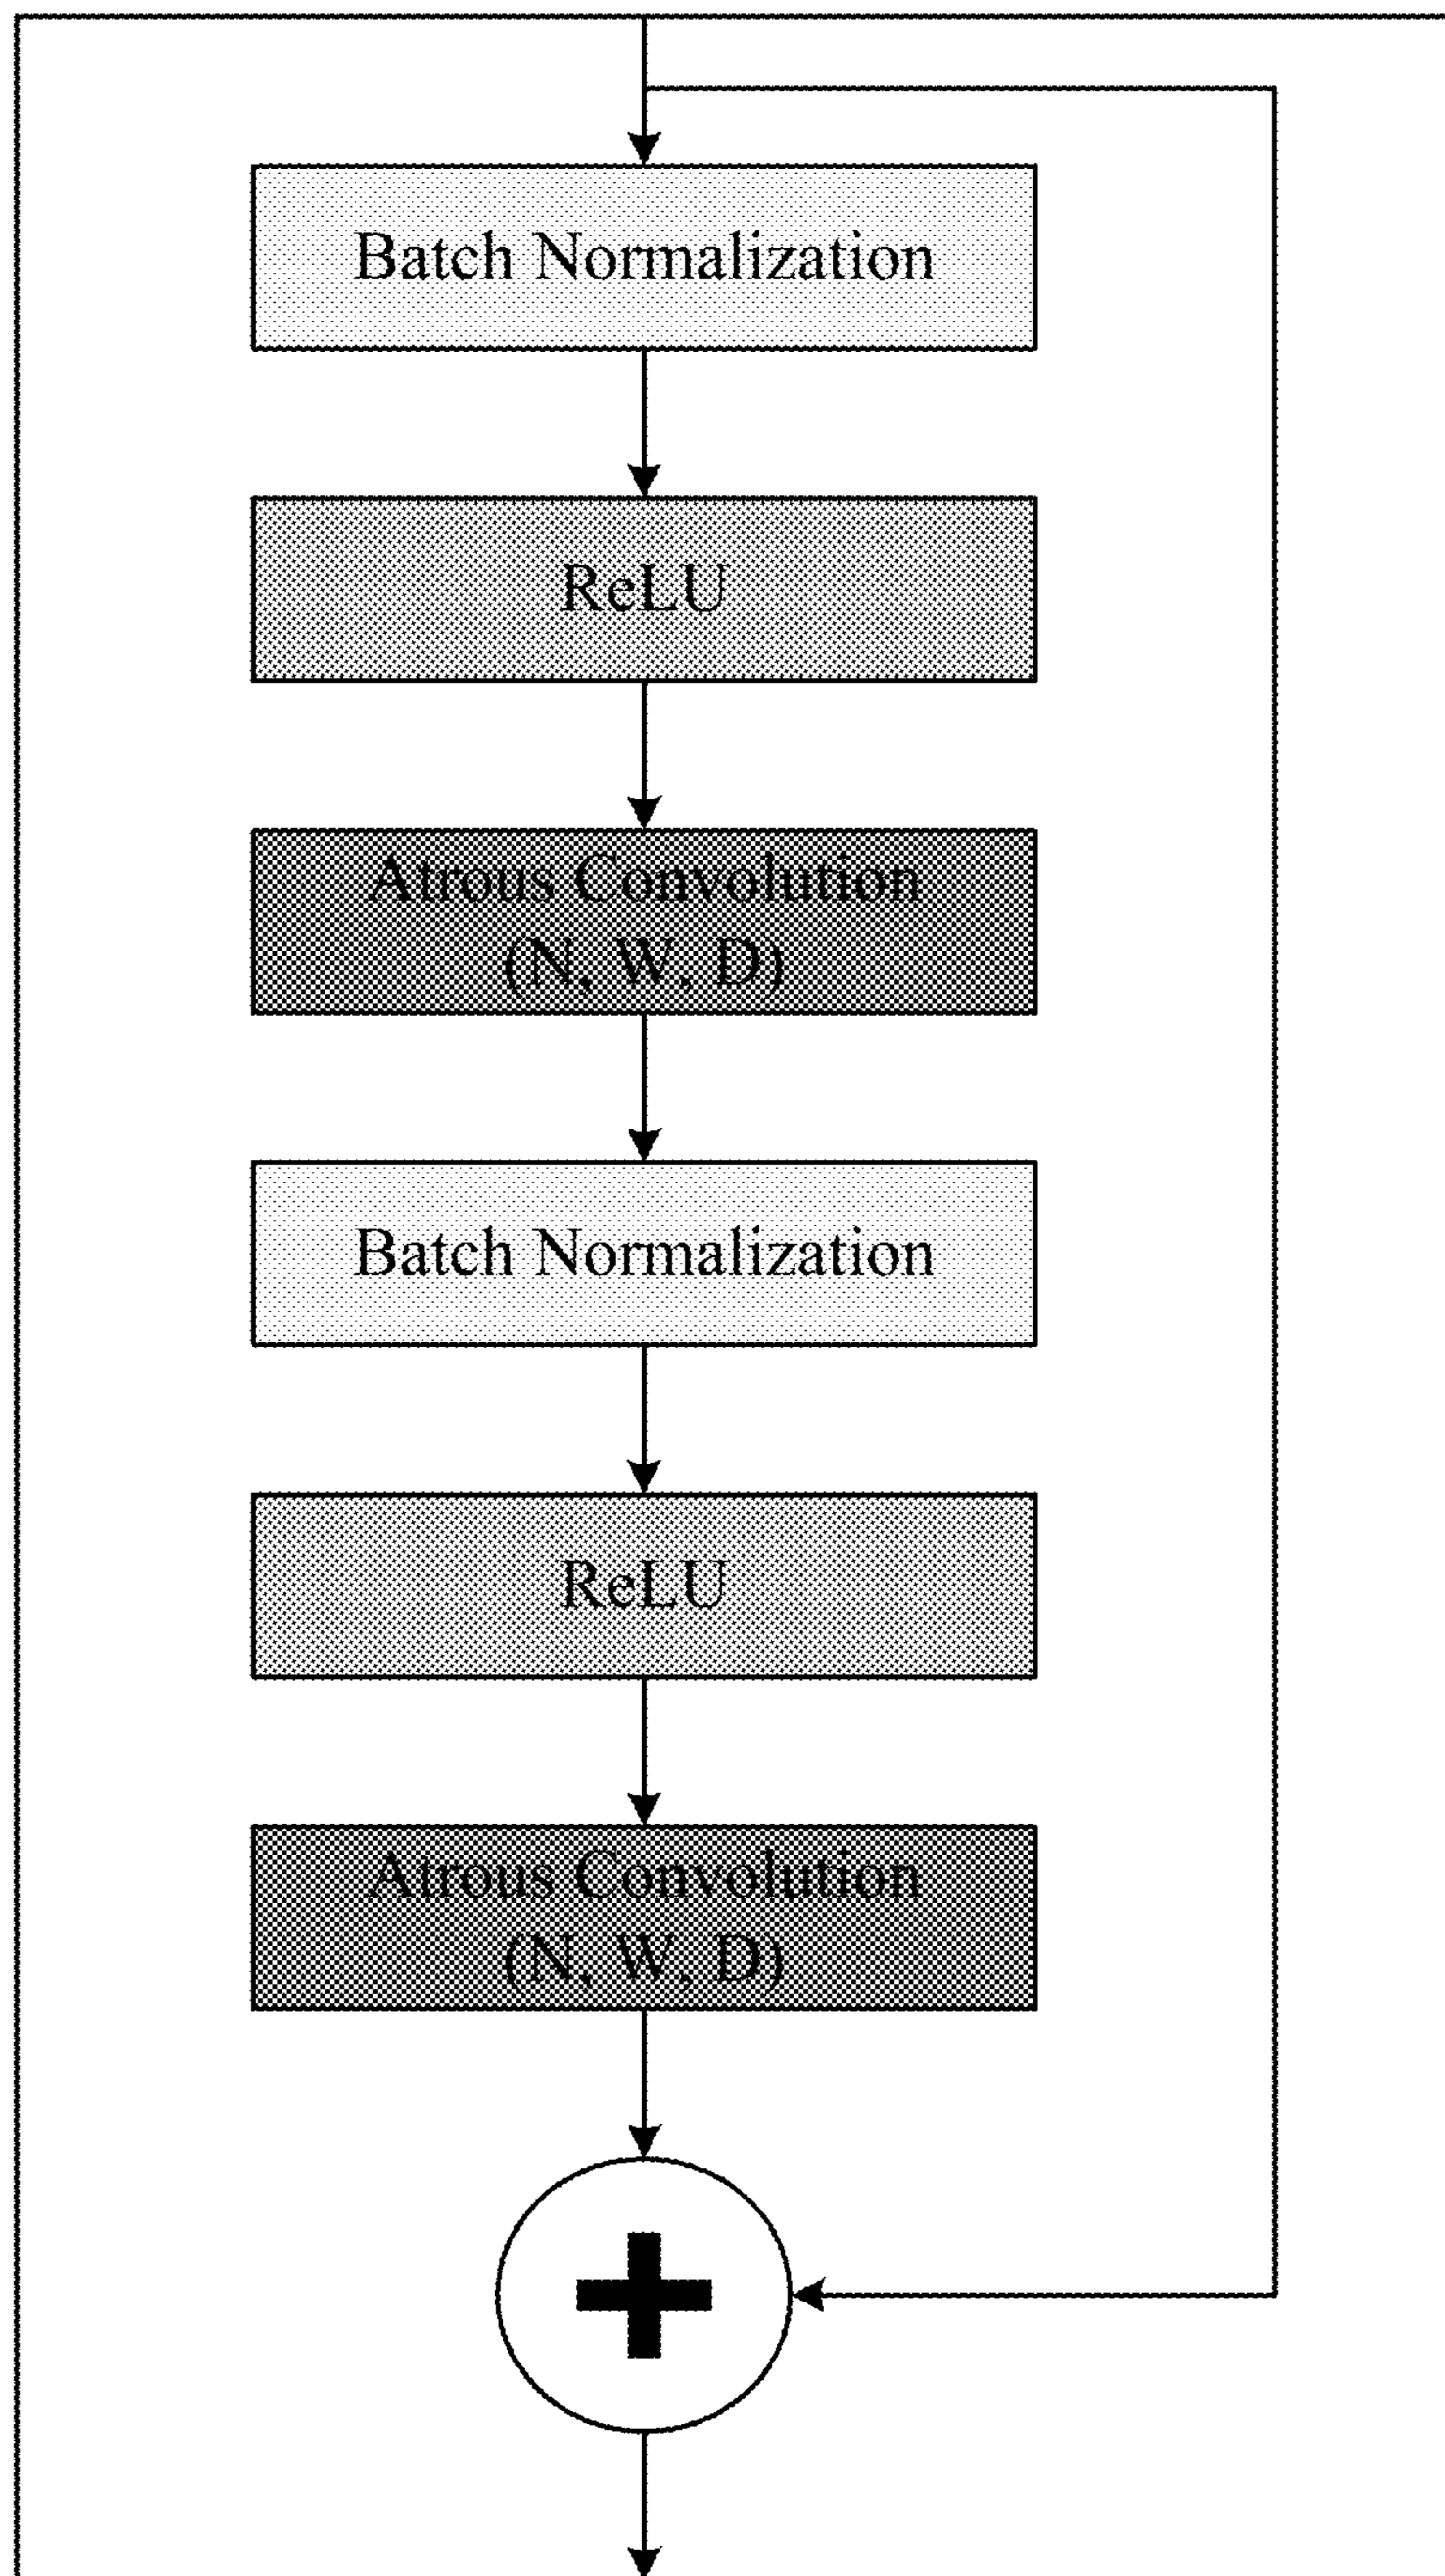 Batch Normalization
ReLU
Atrous Convolution
(N, W, D)
Batch Normalization
ReLU
Atrous Convolution
(N, W, D)